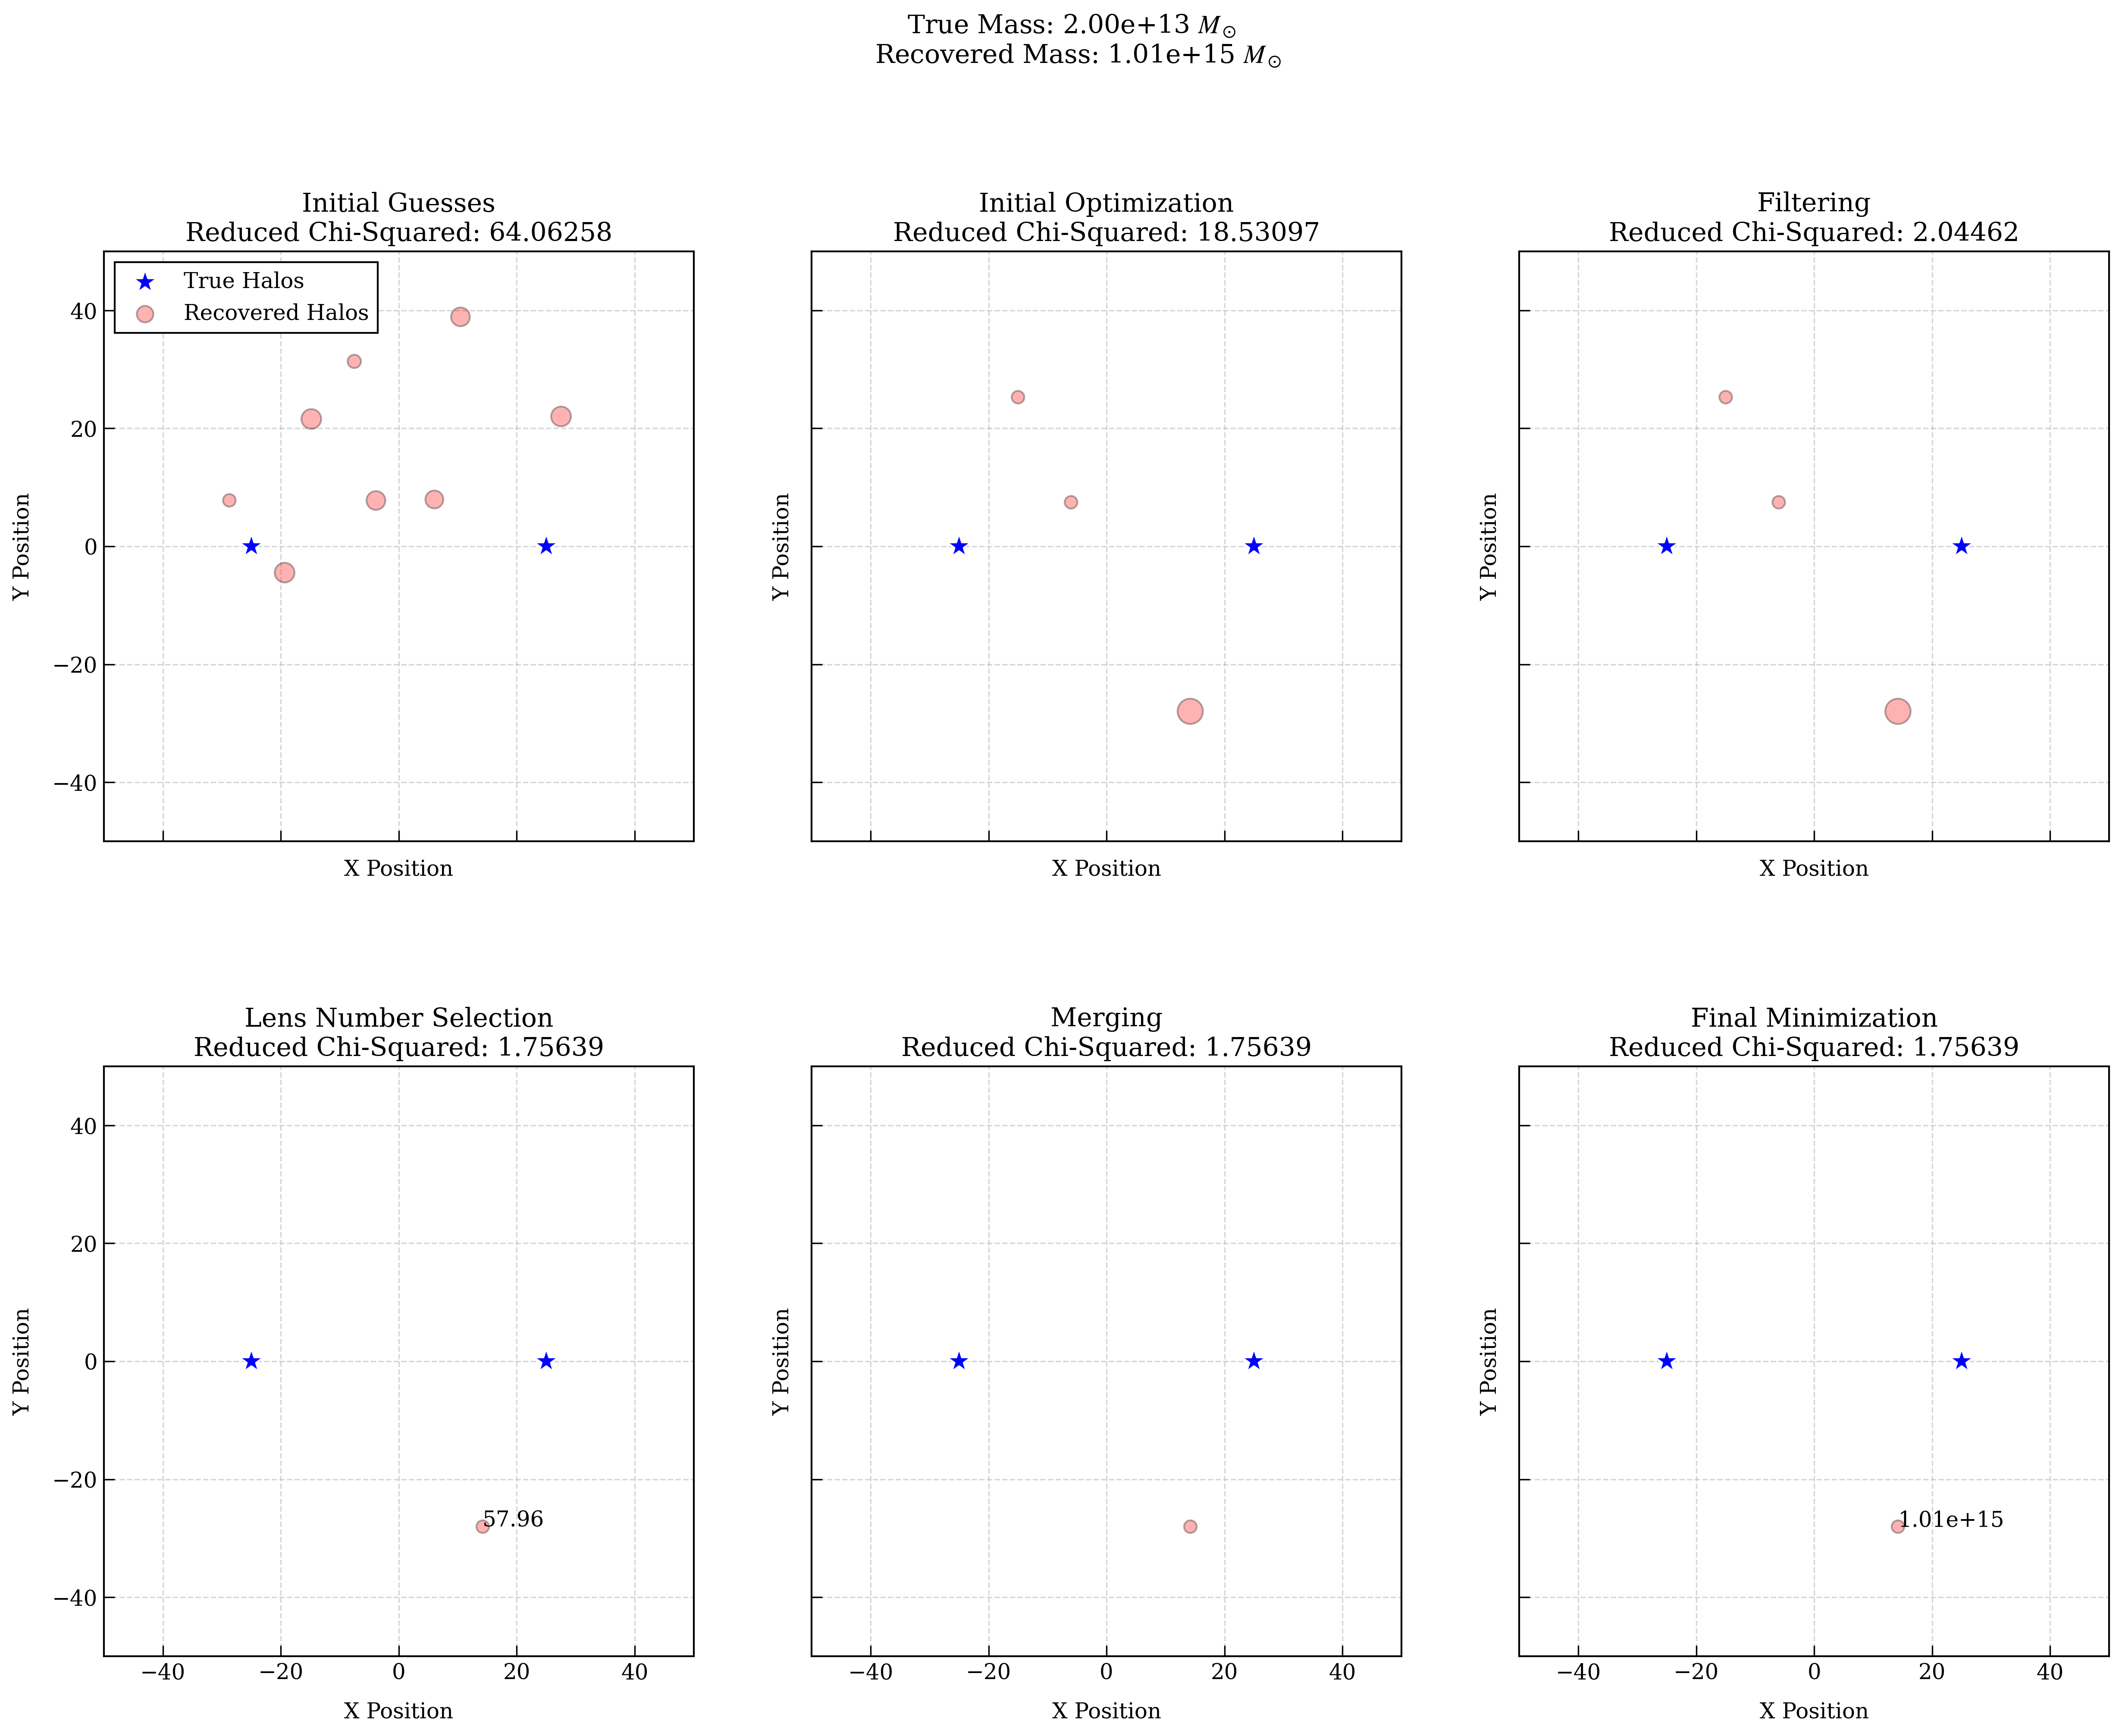 True Mass: 2.00e+13 M⊙
Recovered Mass: 1.01e+15 M⊙
Initial Guesses
Reduced Chi-Squared: 64.06258
True Halos
Recovered Halos
40
20
0
−20
−40
Y Position
X Position
Initial Optimization
Reduced Chi-Squared: 18.53097
Y Position
X Position
Filtering
Reduced Chi-Squared: 2.04462
Y Position
X Position
Lens Number Selection
Reduced Chi-Squared: 1.75639
40
20
0
−20
−40
57.96
Y Position
−40 −20 0 20 40
X Position
Merging
Reduced Chi-Squared: 1.75639
Y Position
−40 −20 0 20 40
X Position
Final Minimization
Reduced Chi-Squared: 1.75639
1.01e+15
Y Position
−40 −20 0 20 40
X Position